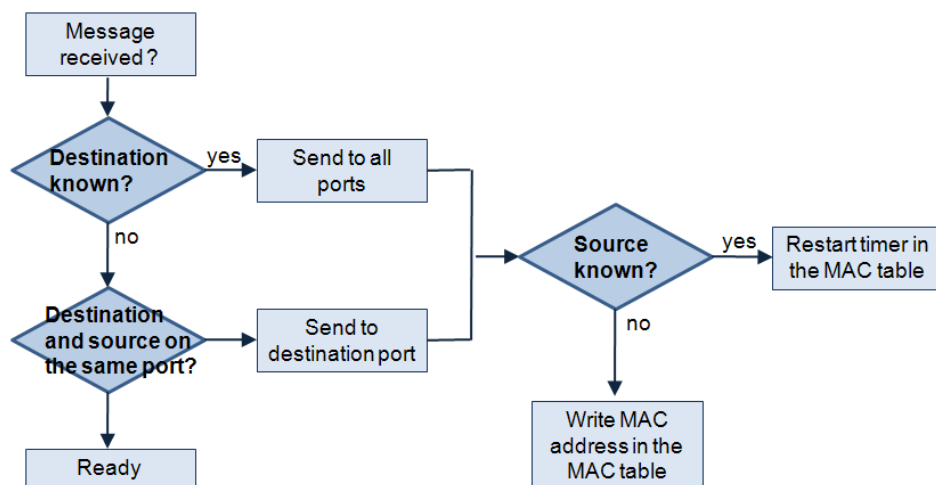 Message
received ?
Destination
known?
yes
Send to all
ports
no
Source
known?
yes
Restart timer in
the MAC table
Destination
and source on
the same port?
Send to
destination port
no
Write MAC
address in the
MAC table
Ready